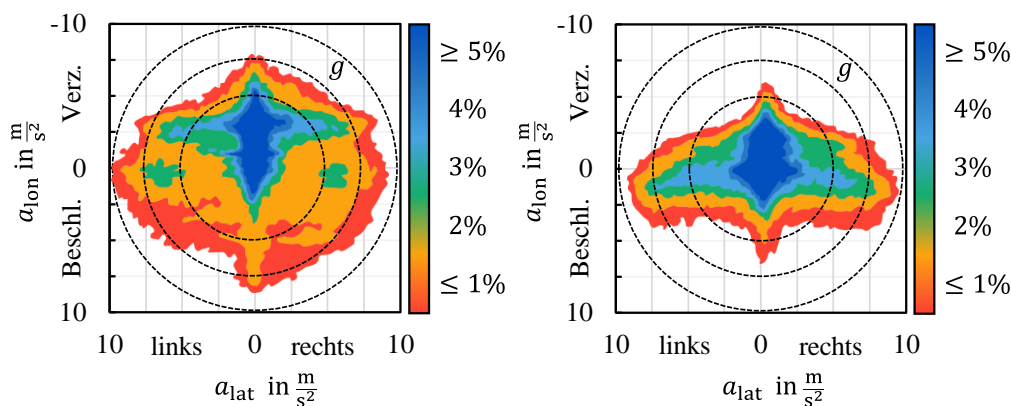 -10
Verz.
0
Beschl.
10
a_lon in m/s²
g
10 links 0 rechts 10
a_lat in m/s²
≥ 5%
4%
3%
2%
≤ 1%
-10
Verz.
0
Beschl.
10
a_lon in m/s²
g
10 links 0 rechts 10
a_lat in m/s²
≥ 5%
4%
3%
2%
≤ 1%